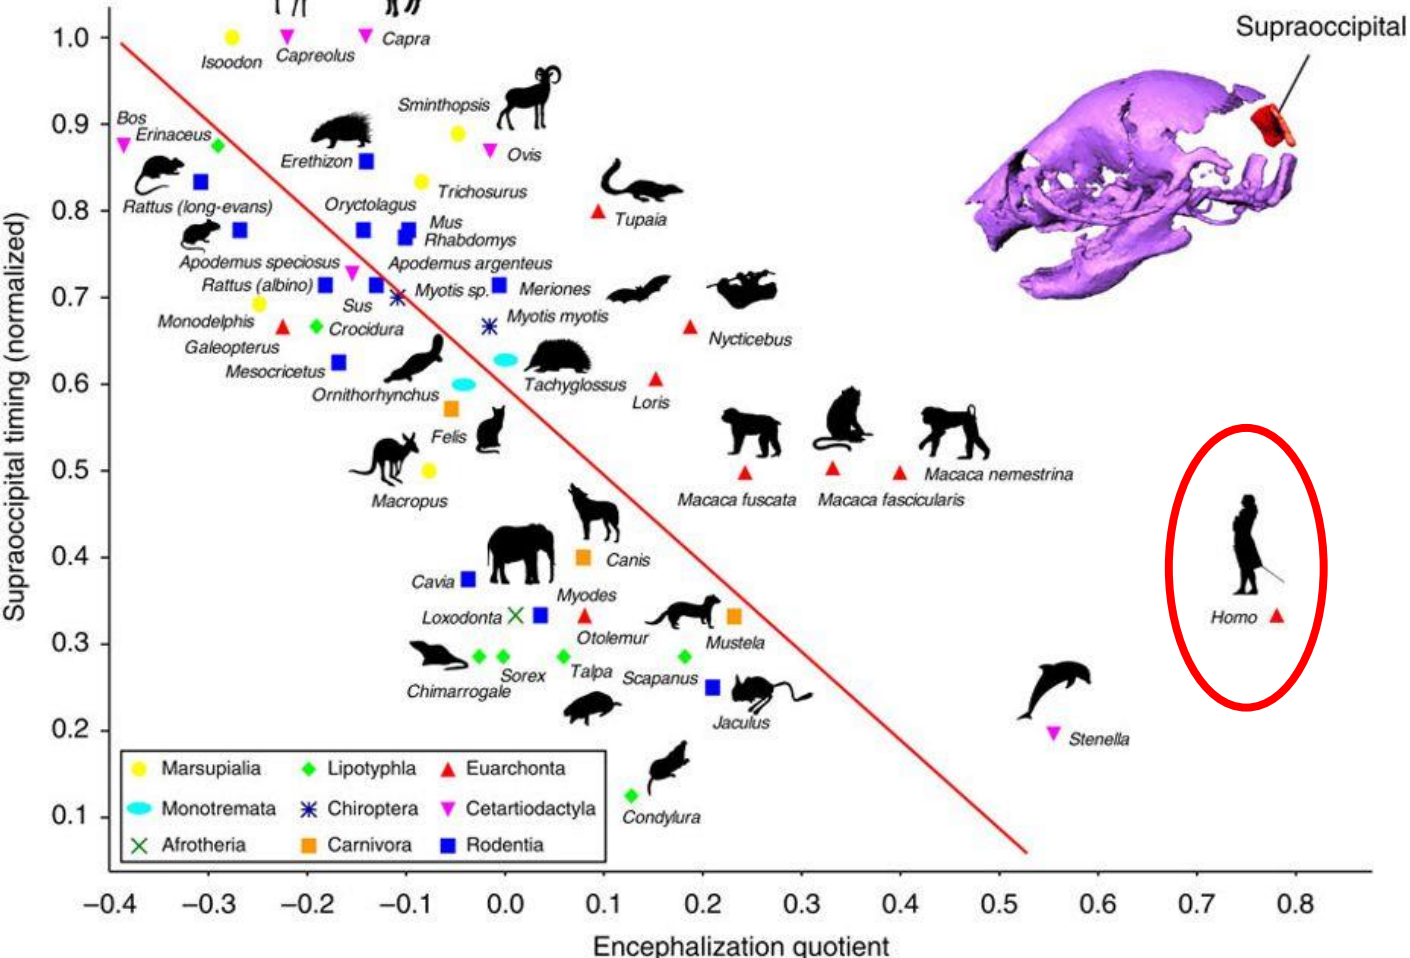 Supraoccipital
1.0
Isoodon
Capreolus
Capra
0.9
Bos
Erinaceus
Sminthopsis
Erethizon
Ovis
Trichosurus
Rattus (long-evans)
Oryctolagus
0.8
Mus
Tupaia
Rhabdomys
Apodemus speciosus
Apodemus argenteus
Rattus (albino)
Myotis sp.
Meriones
0.7
Sus
Monodelphis
Crocidura
Myotis myotis
Galeopterus
Nycticebus
Mesocricetus
Ornithorhynchus
Tachyglossus
0.6
Loris
Felis
0.5
Macropus
Macaca fuscata
Macaca fascicularis
Macaca nemestrina
0.4
Canis
Cavia
Myodes
Loxodonta
Otolemur
Mustela
Homo
0.3
Chimarrogale
Sorex
Talpa
Scapanus
Jaculus
0.2
Stenella
Condylura
0.1
Supraoccipital timing (normalized)
Marsupialia
Lipotyphla
Euarchonta
Monotremata
Chiroptera
Cetartiodactyla
Afrotheria
Carnivora
Rodentia
−0.4 −0.3 −0.2 −0.1 0.0 0.1 0.2 0.3 0.4 0.5 0.6 0.7 0.8
Encephalization quotient